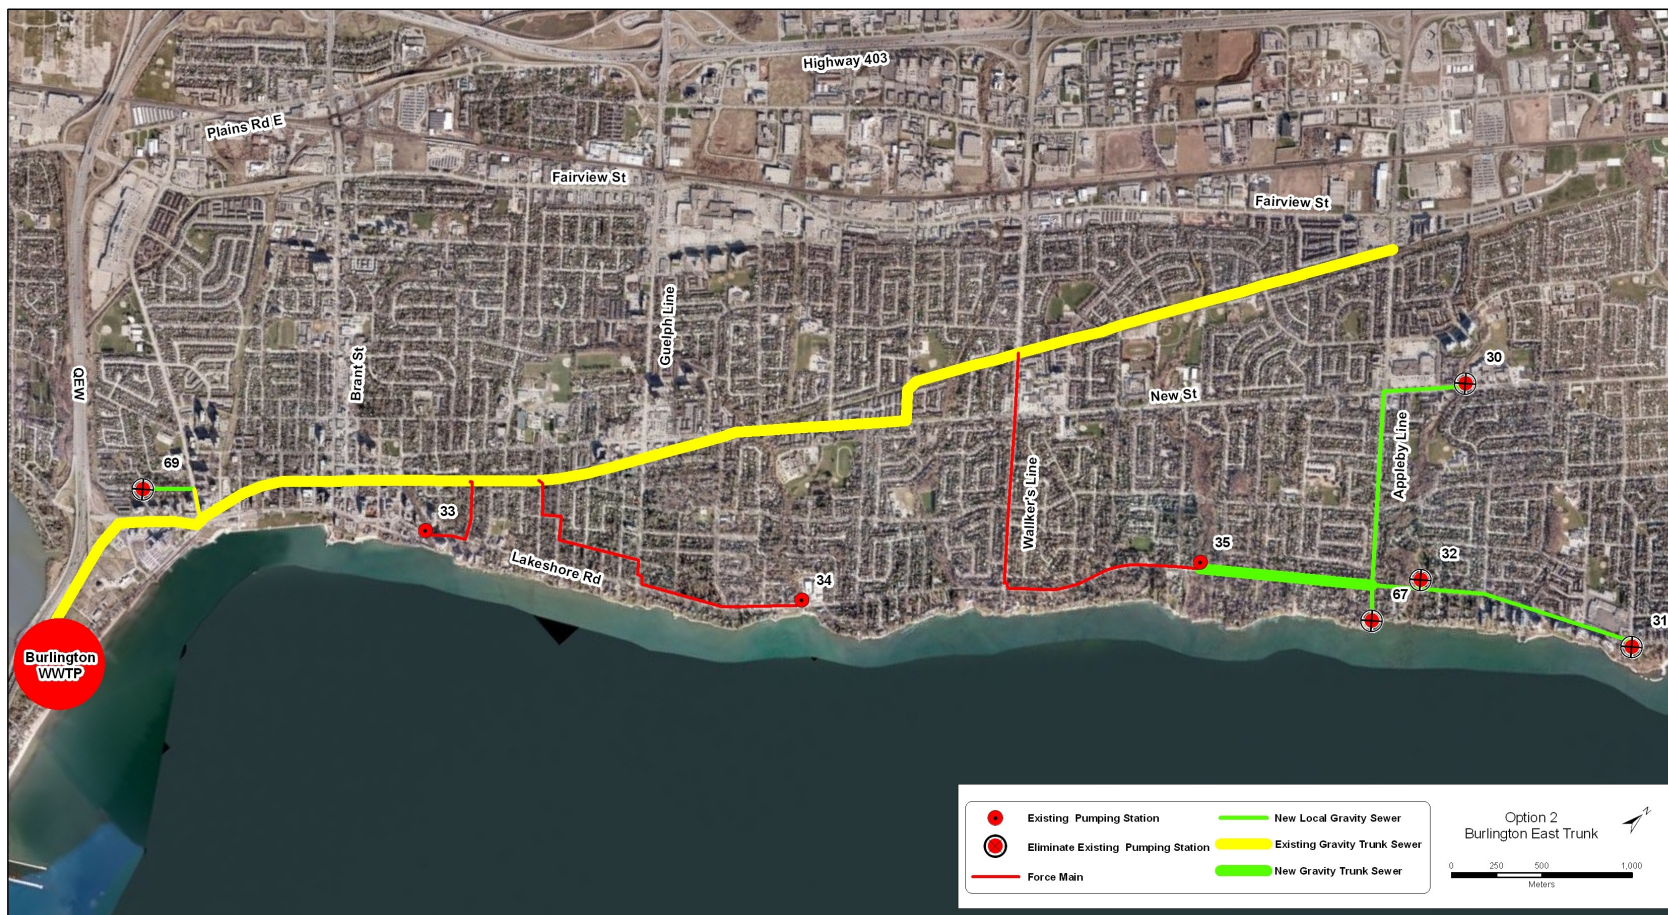 Highway 403
Plains Rd E
Fairview St
Fairview St
Guelph Line
Brant St
QEW
30
New St
Appleby Line
69
Walker's Line
33
35
32
Lakeshore Rd
34
67
31
Burlington
WWTP
Existing Pumping Station
Eliminate Existing Pumping Station
Force Main
New Local Gravity Sewer
Existing Gravity Trunk Sewer
New Gravity Trunk Sewer
Option 2
Burlington East Trunk
N
0 250 500 1,000
Meters